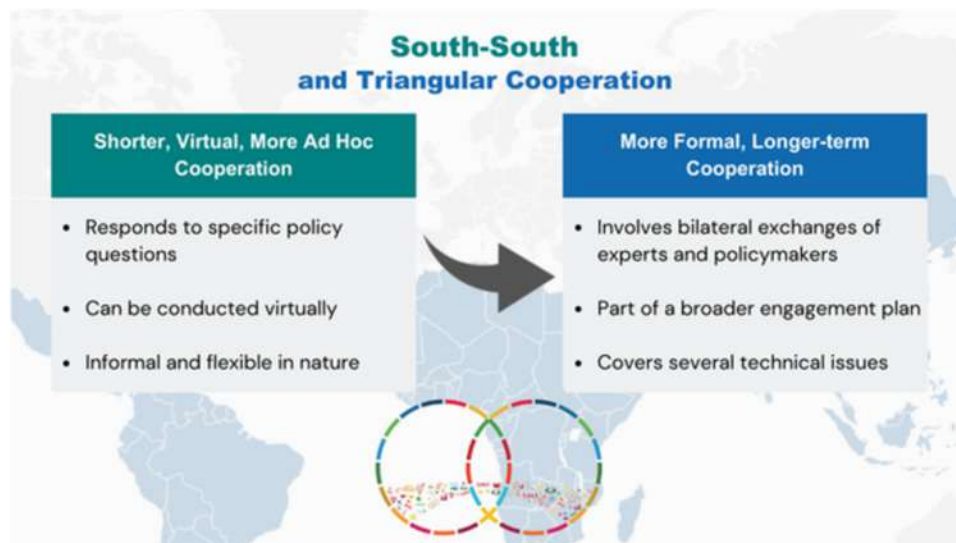 South-South
and Triangular Cooperation
Shorter, Virtual, More Ad Hoc
Cooperation
• Responds to specific policy
questions
• Can be conducted virtually
• Informal and flexible in nature
More Formal, Longer-term
Cooperation
• Involves bilateral exchanges of
experts and policymakers
• Part of a broader engagement plan
• Covers several technical issues